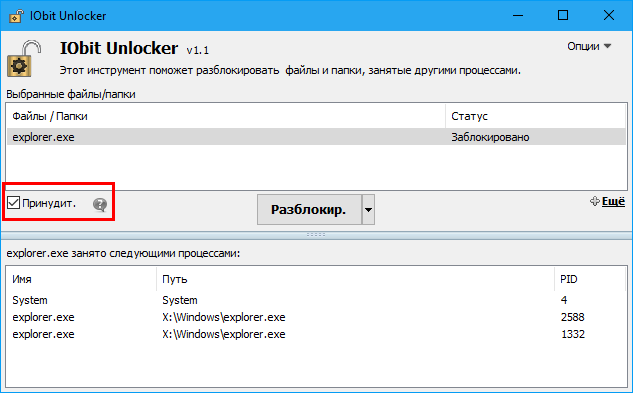 IObit Unlocker
IObit Unlocker v1.1
Опции
Этот инструмент поможет разблокировать файлы и папки, занятые другими процессами.
Выбранные файлы/папки
Файлы / Папки Статус
explorer.exe Заблокировано
Принудит. ?
Разблокир.
Ещё
explorer.exe занято следующими процессами:
Имя Путь PID
System System 4
explorer.exe X:\Windows\explorer.exe 2588
explorer.exe X:\Windows\explorer.exe 1332